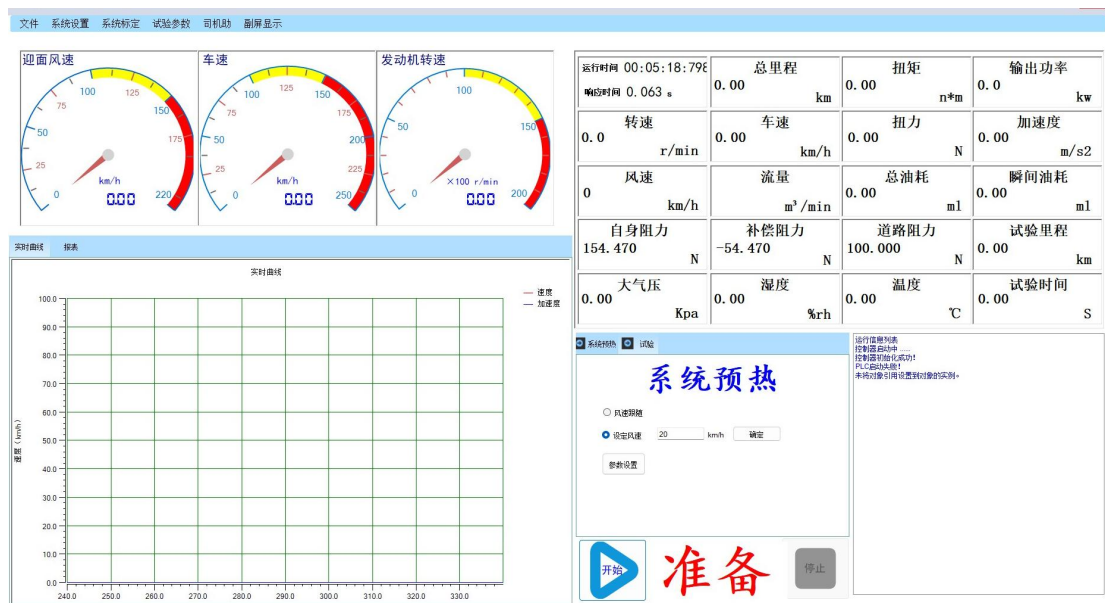 文件 系统设置 系统标定 试验参数 司机助 副屏显示
迎面风速
0 25 50 75 100 125 150 175 220
km/h
0.00
车速
0 25 50 75 100 125 150 175 200 225 250
km/h
0.00
发动机转速
0 50 100 150 200
×100 r/min
0.00
运行时间 00:05:18:798
响应时间 0.063 s
总里程
0.00
km
扭矩
0.00
n*m
输出功率
0.0
kw
转速
0.0
r/min
车速
0.00
km/h
扭力
0.00
N
加速度
0.00
m/s2
风速
0
km/h
流量
m³/min
总油耗
0.00
ml
瞬间油耗
0.00
ml
自身阻力
154.470
N
补偿阻力
-54.470
N
道路阻力
100.000
N
试验里程
0.00
km
大气压
0.00
Kpa
湿度
0.00
%rh
温度
0.00
℃
试验时间
0.00
S
实时曲线 报表
实时曲线
速度
加速度
速度（km/h）
100.0
90.0
80.0
70.0
60.0
50.0
40.0
30.0
20.0
10.0
0.0
240.0 250.0 260.0 270.0 280.0 290.0 300.0 310.0 320.0 330.0
系统预热 试验
系统预热
风速跟随
设定风速 20 km/h 确定
参数设置
运行信息列表
控制器启动中......
控制器初始化成功！
PLC启动失败！
未将对象引用设置到对象的实例。
开始
准备
停止